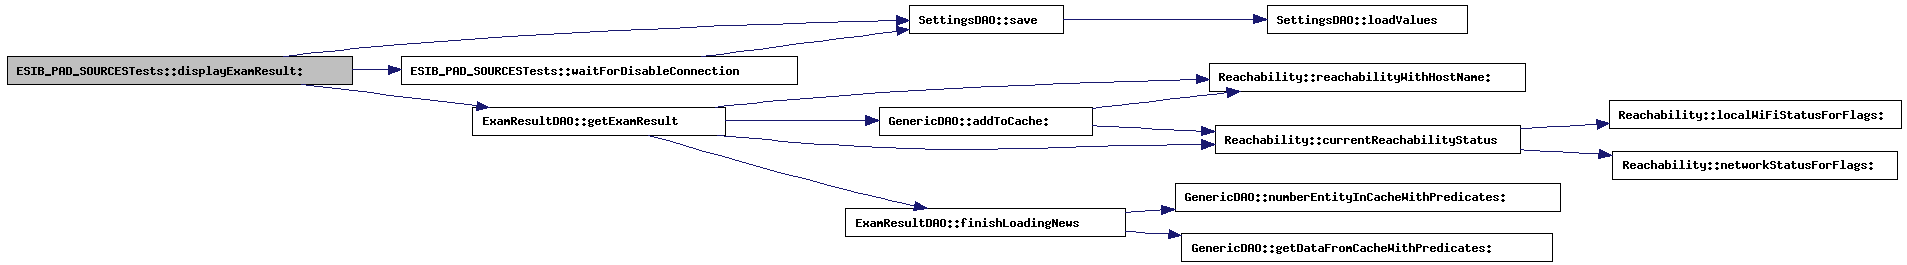 SettingsDAO::save
SettingsDAO::loadValues
ESIB_PAD_SOURCESTests::displayExamResult:
ESIB_PAD_SOURCESTests::waitForDisableConnection
Reachability::reachabilityWithHostName:
ExamResultDAO::getExamResult
GenericDAO::addToCache:
Reachability::localWiFiStatusForFlags:
Reachability::currentReachabilityStatus
Reachability::networkStatusForFlags:
GenericDAO::numberEntityInCacheWithPredicates:
ExamResultDAO::finishLoadingNews
GenericDAO::getDataFromCacheWithPredicates: